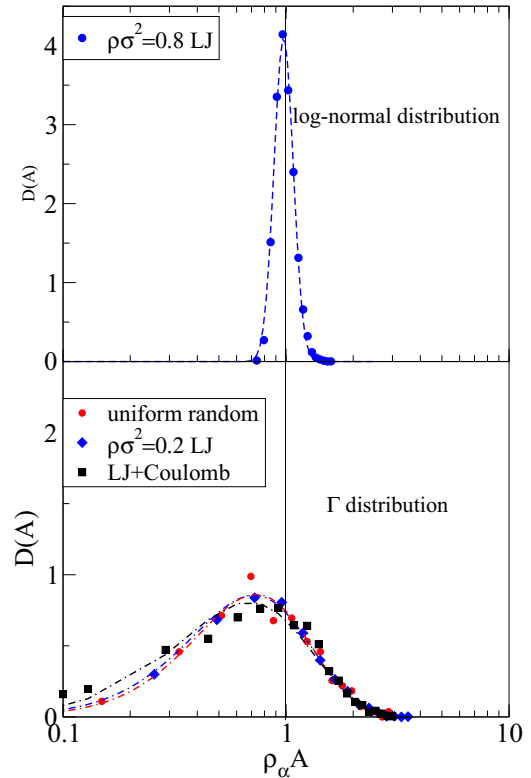 4
ρσ²=0.8 LJ
3
log-normal distribution
D(A)
2
1
0
uniform random
2
ρσ²=0.2 LJ
LJ+Coulomb
Γ distribution
D(A)
1
0
0.1
1
10
ραA